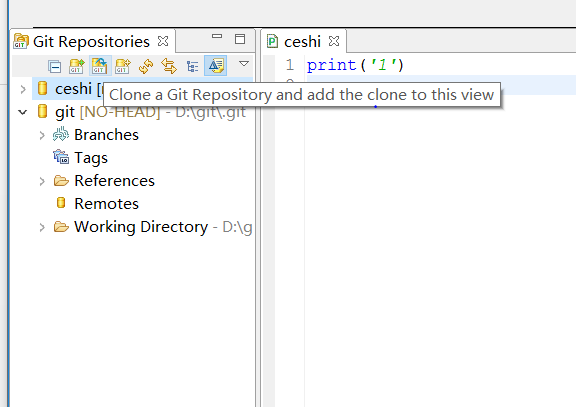 Git Repositories
ceshi
1 print('1')
ceshi [
Clone a Git Repository and add the clone to this view
git [NO-HEAD] - D:\git\.git
Branches
Tags
References
Remotes
Working Directory - D:\g